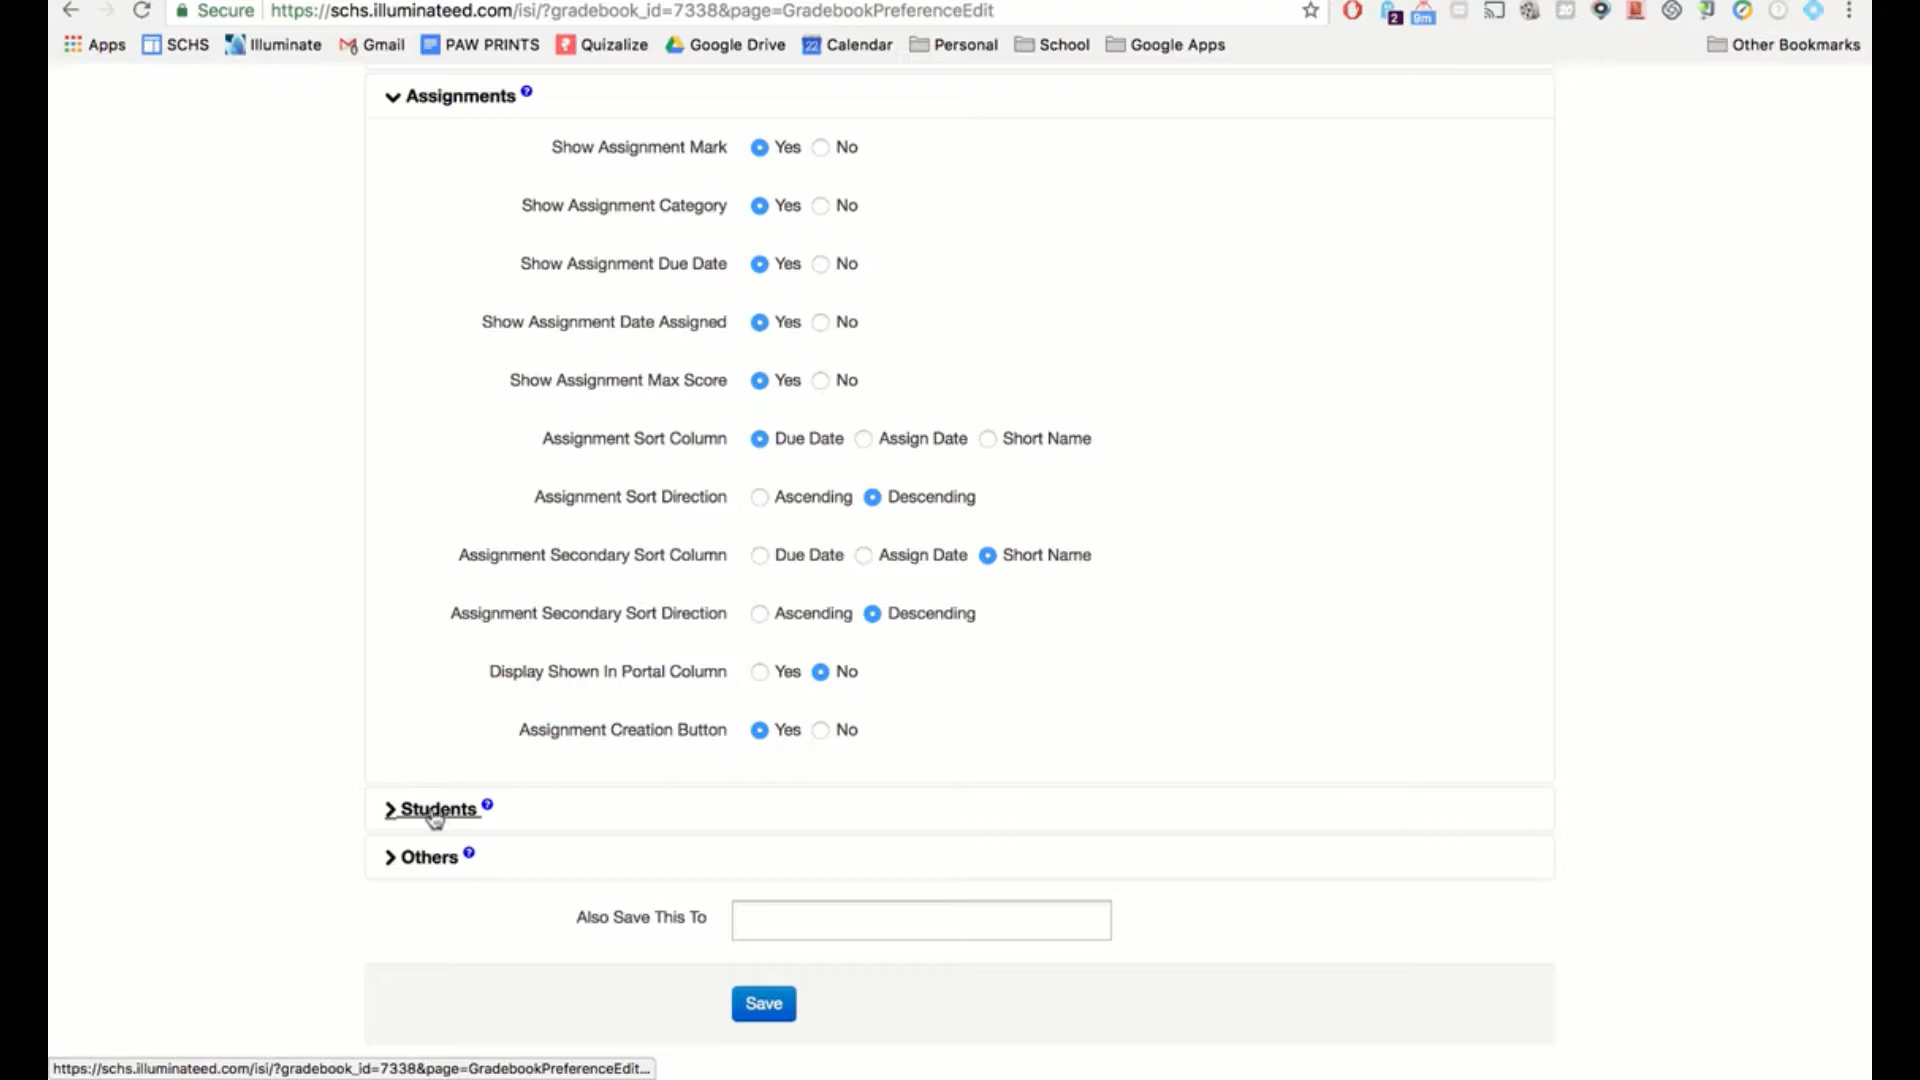 Secure https://schs.illuminateed.com/isi/?gradebook_id=7338&page=GradebookPreferenceEdit
2 9m
Apps SCHS Illuminate Gmail PAW PRINTS Quizalize Google Drive 22 Calendar Personal School Google Apps Other Bookmarks
Assignments ?
Show Assignment Mark Yes No
Show Assignment Category Yes No
Show Assignment Due Date Yes No
Show Assignment Date Assigned Yes No
Show Assignment Max Score Yes No
Assignment Sort Column Due Date Assign Date Short Name
Assignment Sort Direction Ascending Descending
Assignment Secondary Sort Column Due Date Assign Date Short Name
Assignment Secondary Sort Direction Ascending Descending
Display Shown In Portal Column Yes No
Assignment Creation Button Yes No
Students ?
Others ?
Also Save This To
Save
https://schs.illuminateed.com/isi/?gradebook_id=7338&page=GradebookPreferenceEdit...